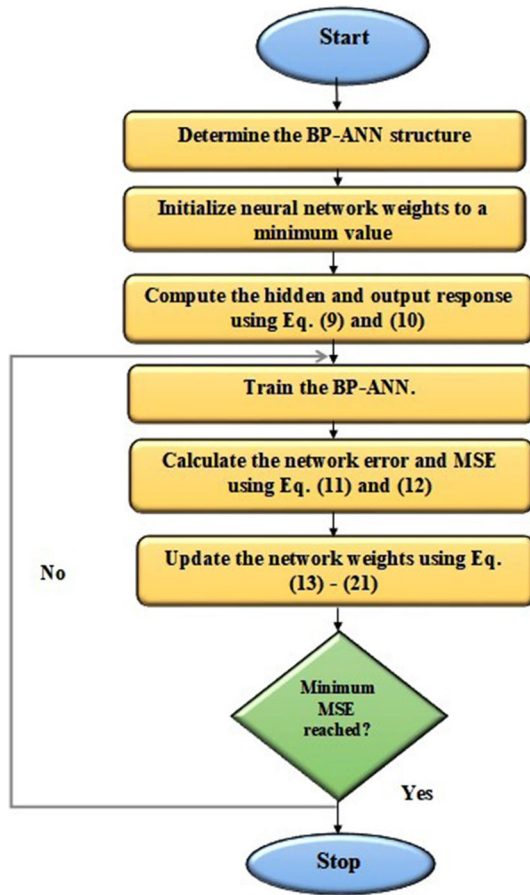 Start
Determine the BP-ANN structure
Initialize neural network weights to a
minimum value
Compute the hidden and output response
using Eq. (9) and (10)
Train the BP-ANN.
Calculate the network error and MSE
using Eq. (11) and (12)
Update the network weights using Eq.
(13) - (21)
No
Minimum
MSE
reached?
Yes
Stop